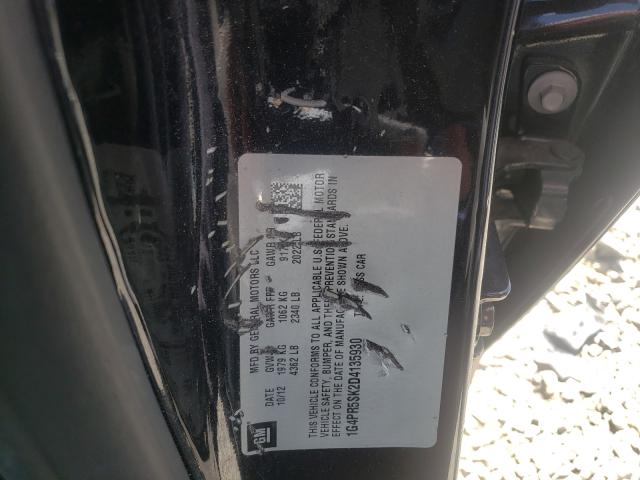 GM
MFD BY GENERAL MOTORS LLC
DATE GVWR GAWR FRT GAWR RR
10/12 1979 KG 1062 KG
4362 LB 2340 LB 2022 LB
THIS VEHICLE CONFORMS TO ALL APPLICABLE U.S. FEDERAL MOTOR
VEHICLE SAFETY, BUMPER, AND THEFT PREVENTION STANDARDS IN
EFFECT ON THE DATE OF MANUFACTURE SHOWN ABOVE.
1G4PR5SK2D4135930 CAR